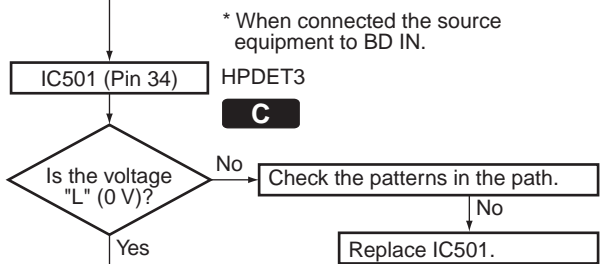 * When connected the source
equipment to BD IN.
IC501 (Pin 34)
HPDET3
C
Is the voltage
"L" (0 V)?
No
Check the patterns in the path.
No
Yes
Replace IC501.